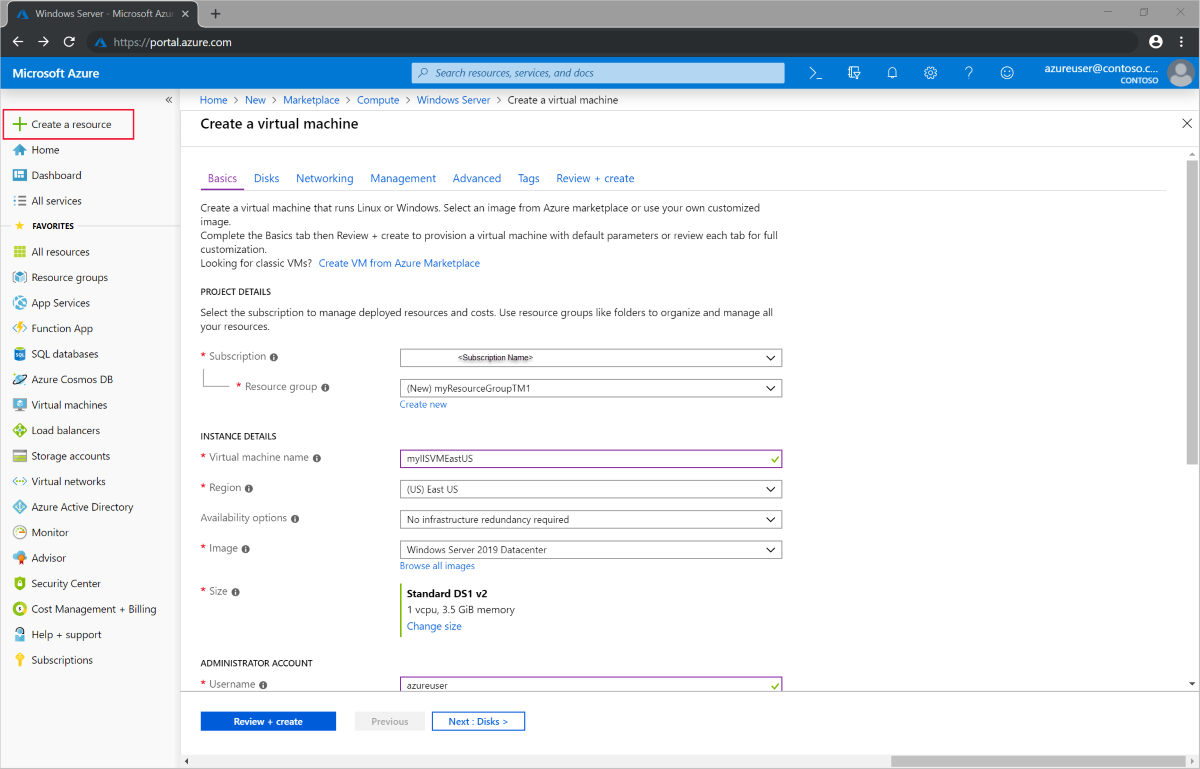 Windows Server - Microsoft Azu
https://portal.azure.com
Microsoft Azure
Search resources, services, and docs
azureuser@contoso.c...
CONTOSO
Create a resource
Home
Dashboard
All services
FAVORITES
All resources
Resource groups
App Services
Function App
SQL databases
Azure Cosmos DB
Virtual machines
Load balancers
Storage accounts
Virtual networks
Azure Active Directory
Monitor
Advisor
Security Center
Cost Management + Billing
Help + support
Subscriptions
Home > New > Marketplace > Compute > Windows Server > Create a virtual machine
Create a virtual machine
Basics Disks Networking Management Advanced Tags Review + create
Create a virtual machine that runs Linux or Windows. Select an image from Azure marketplace or use your own customized
image.
Complete the Basics tab then Review + create to provision a virtual machine with default parameters or review each tab for full
customization.
Looking for classic VMs? Create VM from Azure Marketplace
PROJECT DETAILS
Select the subscription to manage deployed resources and costs. Use resource groups like folders to organize and manage all
your resources.
* Subscription <Subscription Name>
* Resource group (New) myResourceGroupTM1
Create new
INSTANCE DETAILS
* Virtual machine name myIISVMEastUS
* Region (US) East US
Availability options No infrastructure redundancy required
* Image Windows Server 2019 Datacenter
Browse all images
* Size Standard DS1 v2
1 vcpu, 3.5 GiB memory
Change size
ADMINISTRATOR ACCOUNT
* Username azureuser
Review + create Previous Next : Disks >